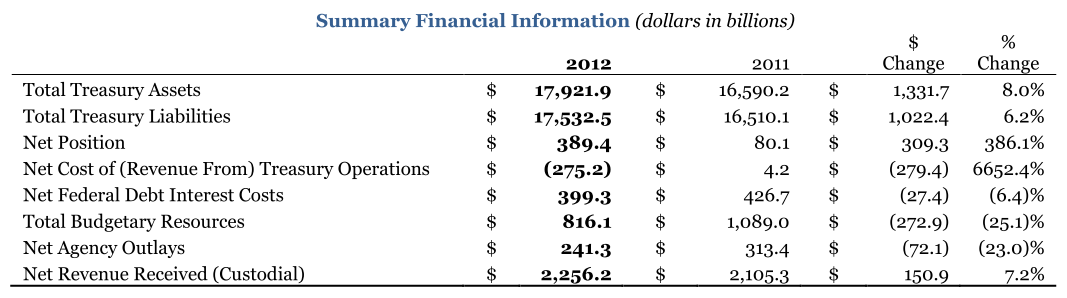 Summary Financial Information (dollars in billions)
$ %
2012 2011 Change Change
Total Treasury Assets $ 17,921.9 $ 16,590.2 $ 1,331.7 8.0%
Total Treasury Liabilities $ 17,532.5 $ 16,510.1 $ 1,022.4 6.2%
Net Position $ 389.4 $ 80.1 $ 309.3 386.1%
Net Cost of (Revenue From) Treasury Operations $ (275.2) $ 4.2 $ (279.4) 6652.4%
Net Federal Debt Interest Costs $ 399.3 $ 426.7 $ (27.4) (6.4)%
Total Budgetary Resources $ 816.1 $ 1,089.0 $ (272.9) (25.1)%
Net Agency Outlays $ 241.3 $ 313.4 $ (72.1) (23.0)%
Net Revenue Received (Custodial) $ 2,256.2 $ 2,105.3 $ 150.9 7.2%